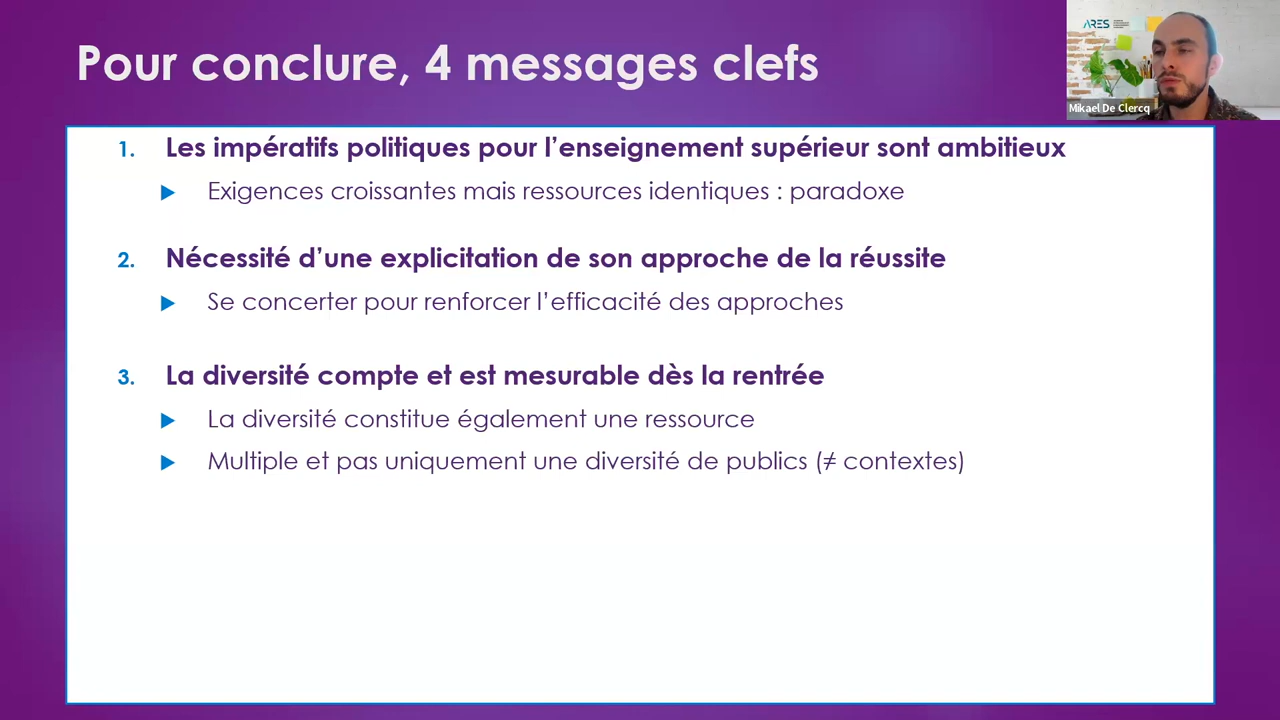 Pour conclure, 4 messages clefs
ARES
Mikael De Clercq
1. Les impératifs politiques pour l’enseignement supérieur sont ambitieux
Exigences croissantes mais ressources identiques : paradoxe
2. Nécessité d’une explicitation de son approche de la réussite
Se concerter pour renforcer l’efficacité des approches
3. La diversité compte et est mesurable dès la rentrée
La diversité constitue également une ressource
Multiple et pas uniquement une diversité de publics (≠ contextes)